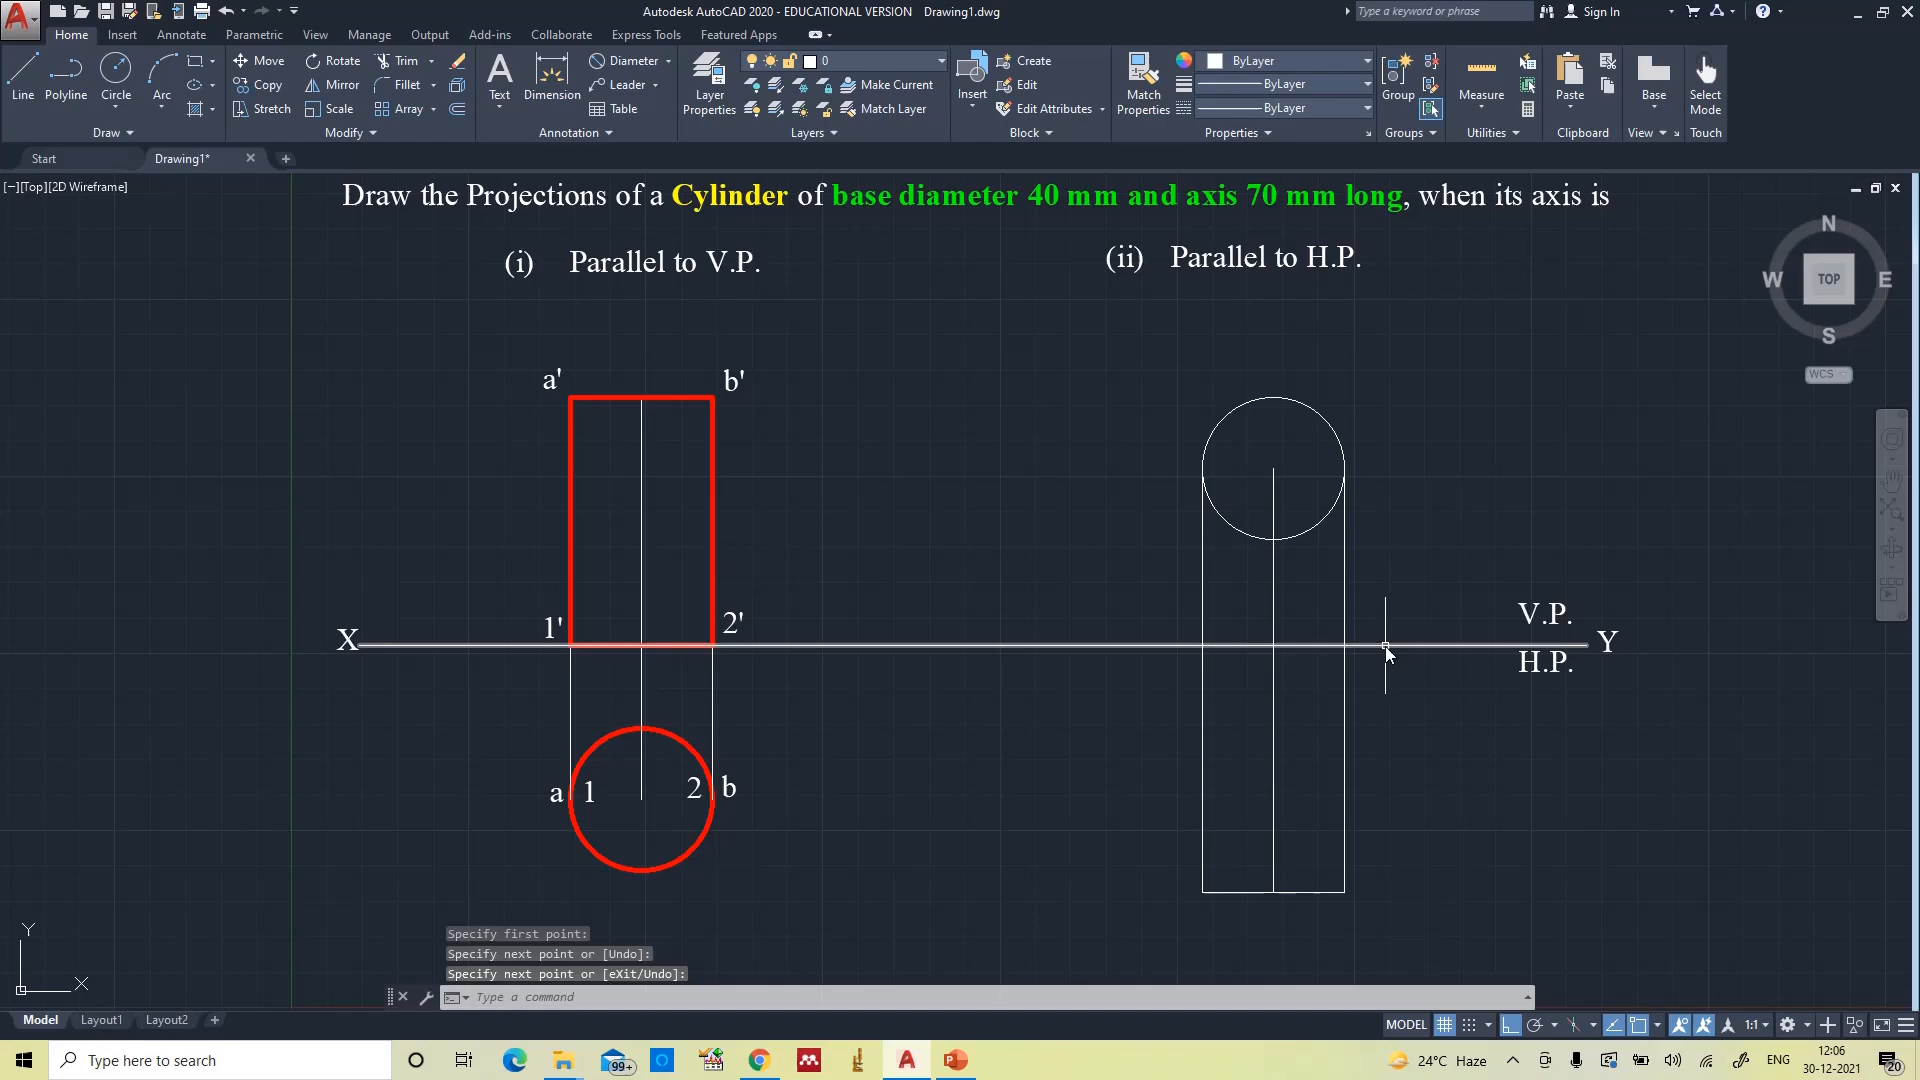 Autodesk AutoCAD 2020 - EDUCATIONAL VERSION Drawing1.dwg
Type a keyword or phrase
Sign In
Home Insert Annotate Parametric View Manage Output Add-ins Collaborate Express Tools Featured Apps
Line Polyline Circle Arc
Move Rotate Trim
Copy Mirror Fillet
Stretch Scale Array
Text Dimension
Diameter
Leader
Table
Layer Properties
0
Make Current
Match Layer
Insert
Create
Edit
Edit Attributes
Match Properties
ByLayer
ByLayer
ByLayer
Group
Measure
Paste
Base
Select Mode
Draw Modify Annotation Layers Block Properties Groups Utilities Clipboard View Touch
Start Drawing1*
[−][Top][2D Wireframe]
Draw the Projections of a Cylinder of base diameter 40 mm and axis 70 mm long, when its axis is
(i) Parallel to V.P.
(ii) Parallel to H.P.
N
W TOP E
S
WCS
a' b'
1' 2'
X Y
V.P.
H.P.
a 1 2 b
Y
X
Specify first point:
Specify next point or [Undo]:
Specify next point or [eXit/Undo]:
Type a command
Model Layout1 Layout2
MODEL 1:1
Type here to search
99+
24°C Haze
ENG
12:06
30-12-2021
20